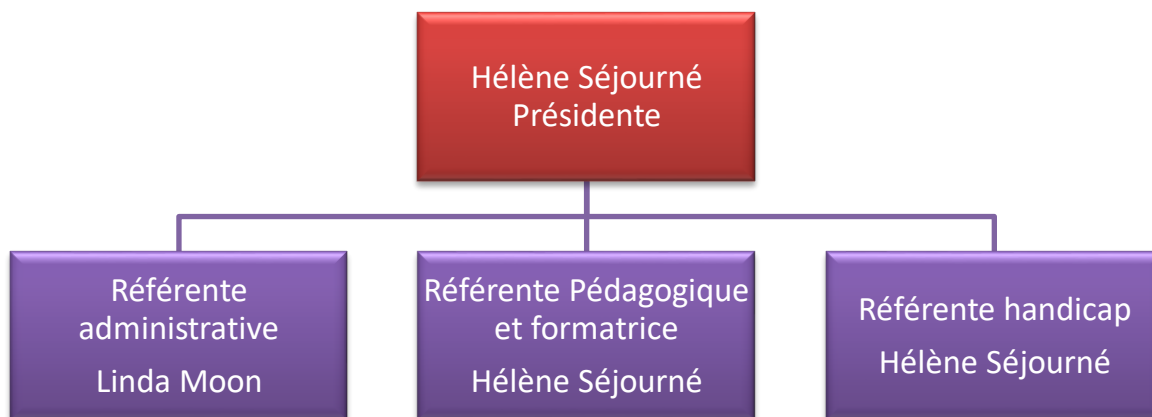 Hélène Séjourné
Présidente
Référente
administrative
Linda Moon
Référente Pédagogique
et formatrice
Hélène Séjourné
Référente handicap
Hélène Séjourné